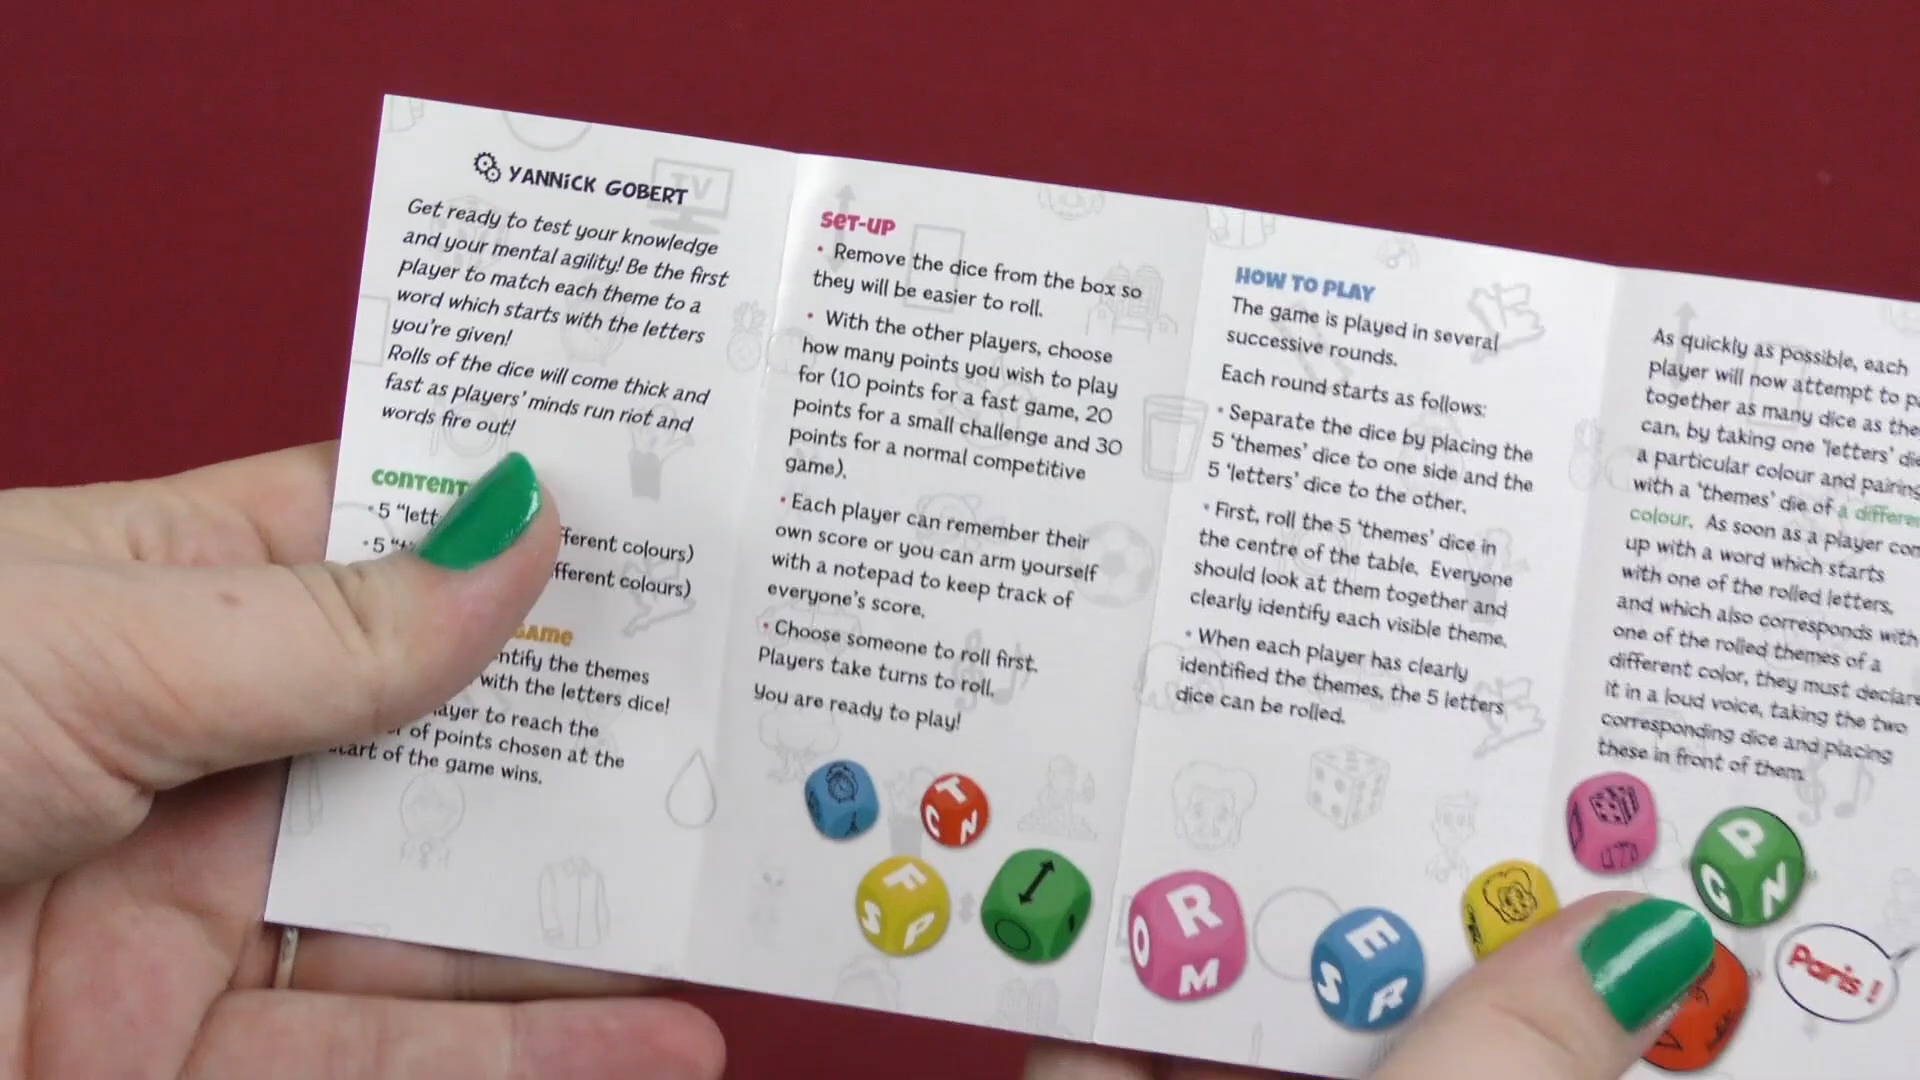 YANNICK GOBERT
Get ready to test your knowledge
and your mental agility! Be the first
player to match each theme to a
word which starts with the letters
you're given!
Rolls of the dice will come thick and
fast as players' minds run riot and
words fire out!
CONTENT
• 5 "lett fferent colours)
• 5 fferent colours)
GAME
ntify the themes
with the letters dice!
layer to reach the
of points chosen at the
start of the game wins.
SET-UP
• Remove the dice from the box so
they will be easier to roll.
• With the other players, choose
how many points you wish to play
for (10 points for a fast game, 20
points for a small challenge and 30
points for a normal competitive
game).
• Each player can remember their
own score or you can arm yourself
with a notepad to keep track of
everyone's score.
• Choose someone to roll first.
Players take turns to roll.
You are ready to play!
T
C N
F
S P
HOW TO PLAY
The game is played in several
successive rounds.
Each round starts as follows:
• Separate the dice by placing the
5 'themes' dice to one side and the
5 'letters' dice to the other.
• First, roll the 5 'themes' dice in
the centre of the table. Everyone
should look at them together and
clearly identify each visible theme.
• When each player has clearly
identified the themes, the 5 letters
dice can be rolled.
R
O M
E
S R
As quickly as possible, each
player will now attempt to pa
together as many dice as the
can, by taking one 'letters' die
a particular colour and pairing
with a 'themes' die of a differen
colour. As soon as a player com
up with a word which starts
with one of the rolled letters,
and which also corresponds with
one of the rolled themes of a
different color, they must declare
it in a loud voice, taking the two
corresponding dice and placing
these in front of them.
P
G N
Paris !
TV